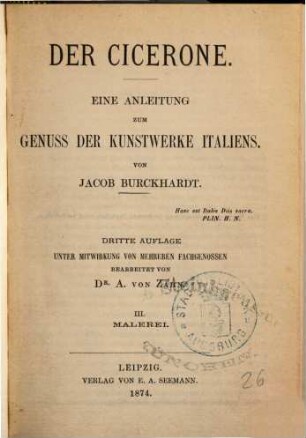 DER CICERONE.
EINE ANLEITUNG
ZUM
GENUSS DER KUNSTWERKE ITALIENS.
VON
JACOB BURCKHARDT.
Haec est Italia Diis sacra.
PLIN. H. N.
DRITTE AUFLAGE
UNTER MITWIRKUNG VON MEHREREN FACHGENOSSEN
BEARBEITET VON
DR. A. VON ZAHN.
III.
MALEREI.
AUGSBURG
LEIPZIG.
VERLAG VON E. A. SEEMANN.
1874.
26